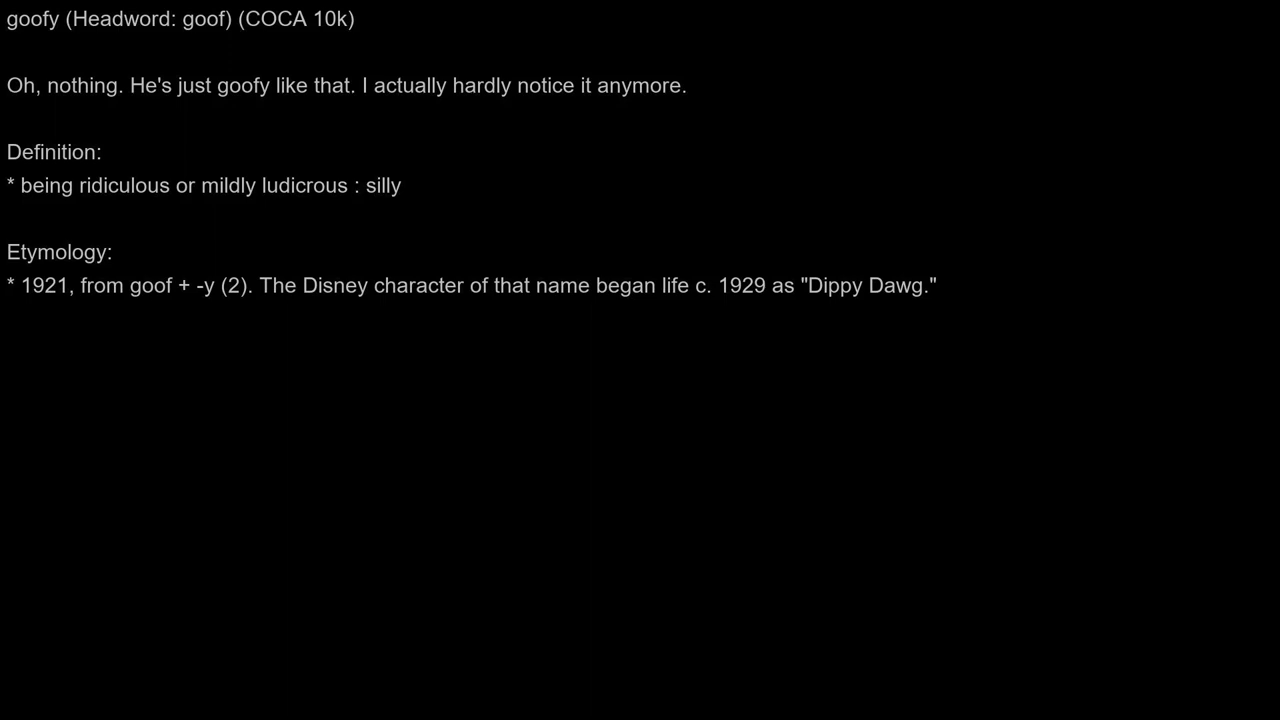 goofy (Headword: goof) (COCA 10k)
Oh, nothing. He's just goofy like that. I actually hardly notice it anymore.
Definition:
* being ridiculous or mildly ludicrous : silly
Etymology:
* 1921, from goof + -y (2). The Disney character of that name began life c. 1929 as "Dippy Dawg."